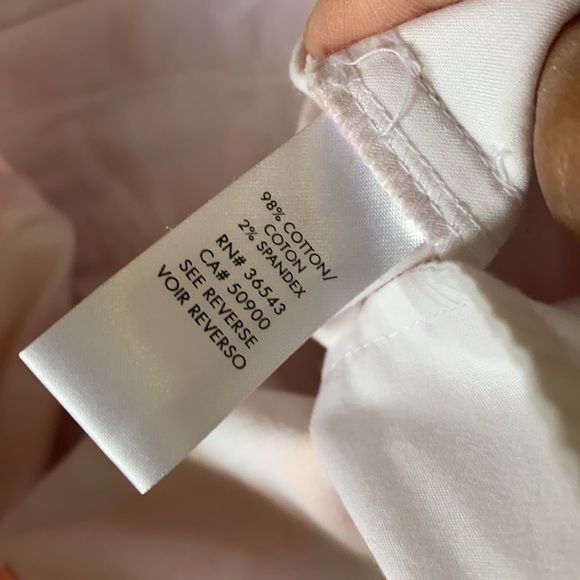 98% COTTON/
COTON
2% SPANDEX
RN# 36543
CA# 50900
SEE REVERSE
VOIR REVERSO